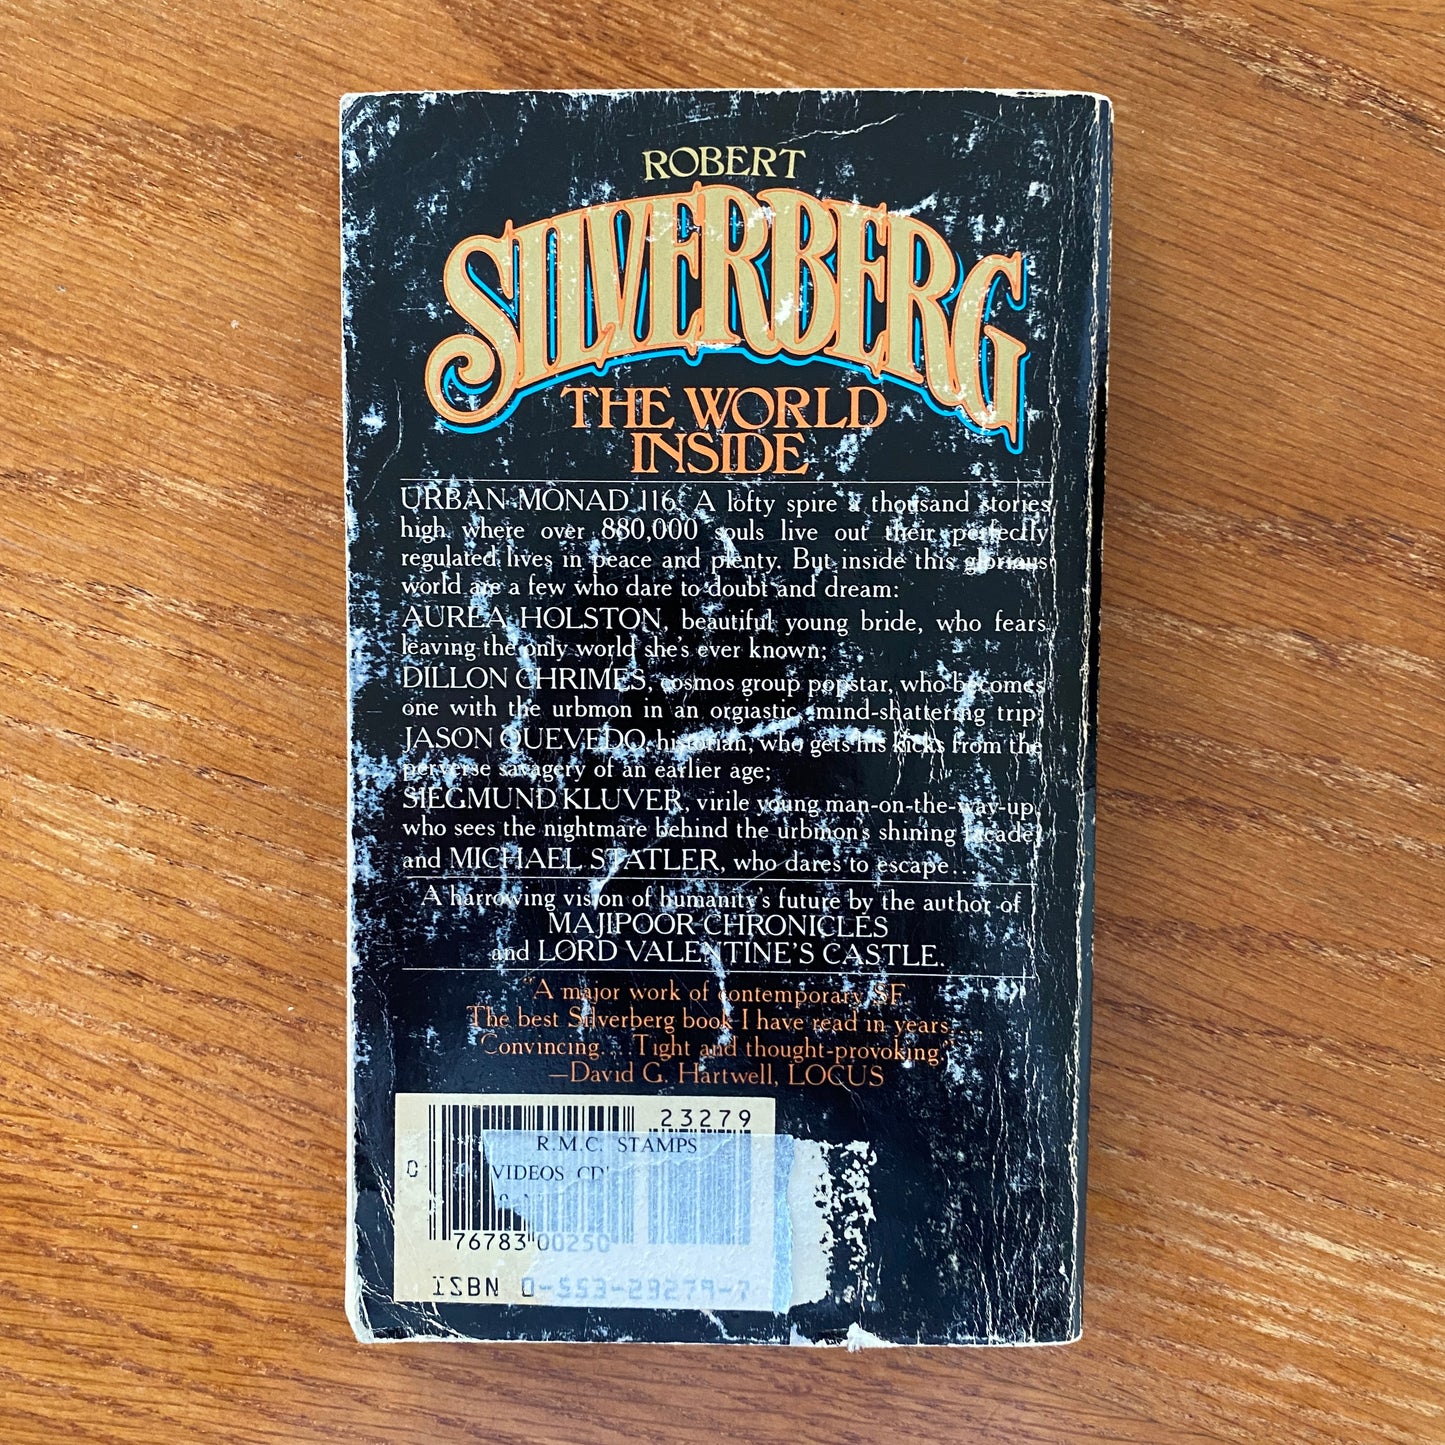 ROBERT
SILVERBERG
THE WORLD
INSIDE
URBAN MONAD 116. A lofty spire a thousand stories
high, where over 880,000 souls live out their perfectly
regulated lives in peace and plenty. But inside this glorious
world are a few who dare to doubt and dream:
AUREA HOLSTON, beautiful young bride, who fears
leaving the only world she's ever known;
DILLON CHRIMES, cosmos group popstar, who becomes
one with the urbmon in an orgiastic, mind-shattering trip;
JASON QUEVEDO, historian, who gets his kicks from the
perverse savagery of an earlier age;
SIEGMUND KLUVER, virile young man-on-the-way-up,
who sees the nightmare behind the urbmon's shining facade;
and MICHAEL STATLER, who dares to escape...
A harrowing vision of humanity's future by the author of
MAJIPOOR CHRONICLES
and LORD VALENTINE'S CASTLE.
"A major work of contemporary SF
The best Silverberg book I have read in years....
Convincing.... Tight and thought-provoking."
—David G. Hartwell, LOCUS
23279
R.M.C. STAMPS
VIDEOS
0
76783 00250
ISBN 0-553-23279-7